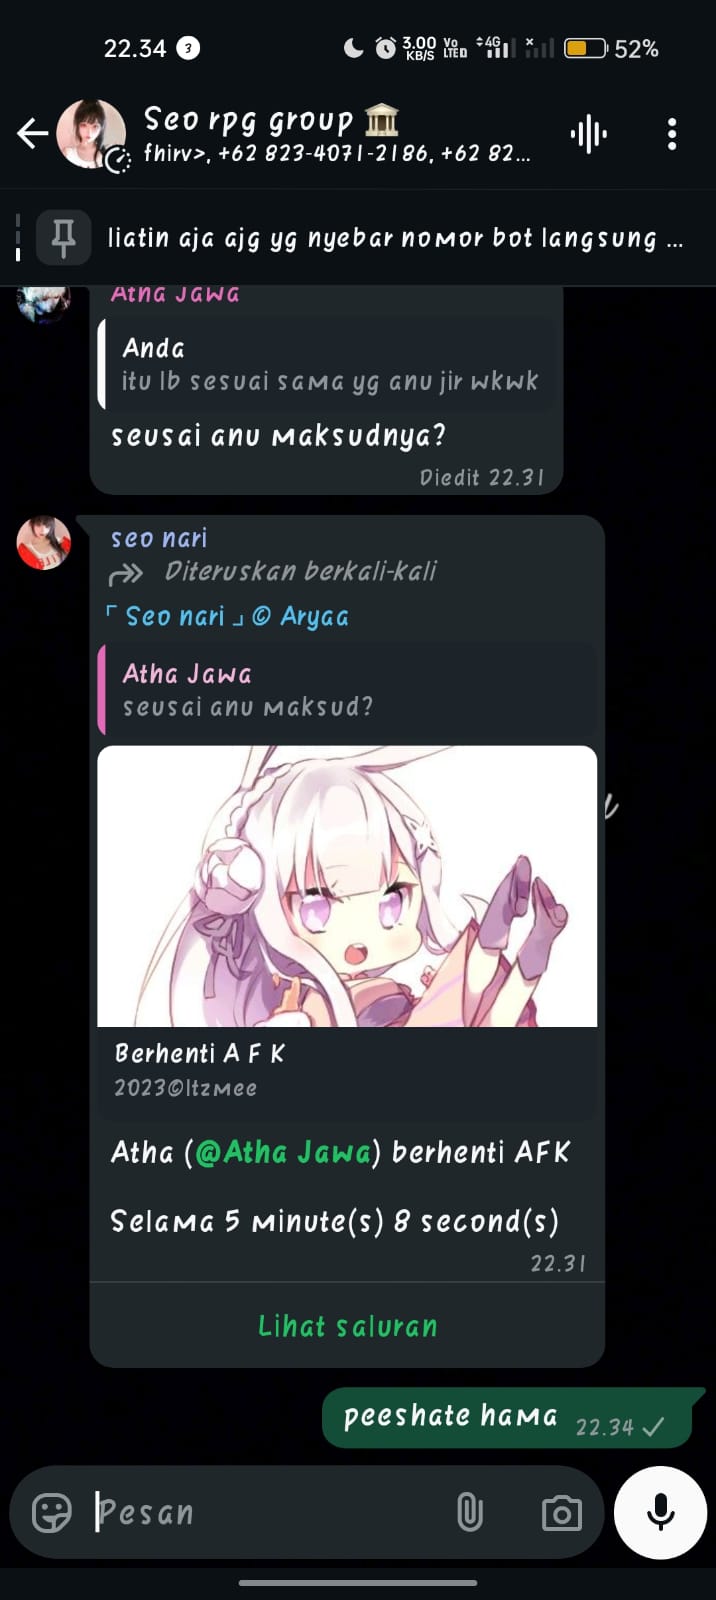 22.34 3 3.00 KB/S Vo LTED 4G 52%
Seo rpg group 🏛️
fhirv>, +62 823-4071-2186, +62 82...
liatin aja ajg yg nyebar nomor bot langsung ...
Atha Jawa
Anda
itu lb sesuai sama yg anu jir wkwk
seusai anu maksudnya?
Diedit 22.31
seo nari
Diteruskan berkali-kali
「 Seo nari 」 © Aryaa
Atha Jawa
seusai anu maksud?
Berhenti A F K
2023©ItzMee
Atha (@Atha Jawa) berhenti AFK
Selama 5 minute(s) 8 second(s)
22.31
Lihat saluran
peeshate hama 22.34
Pesan